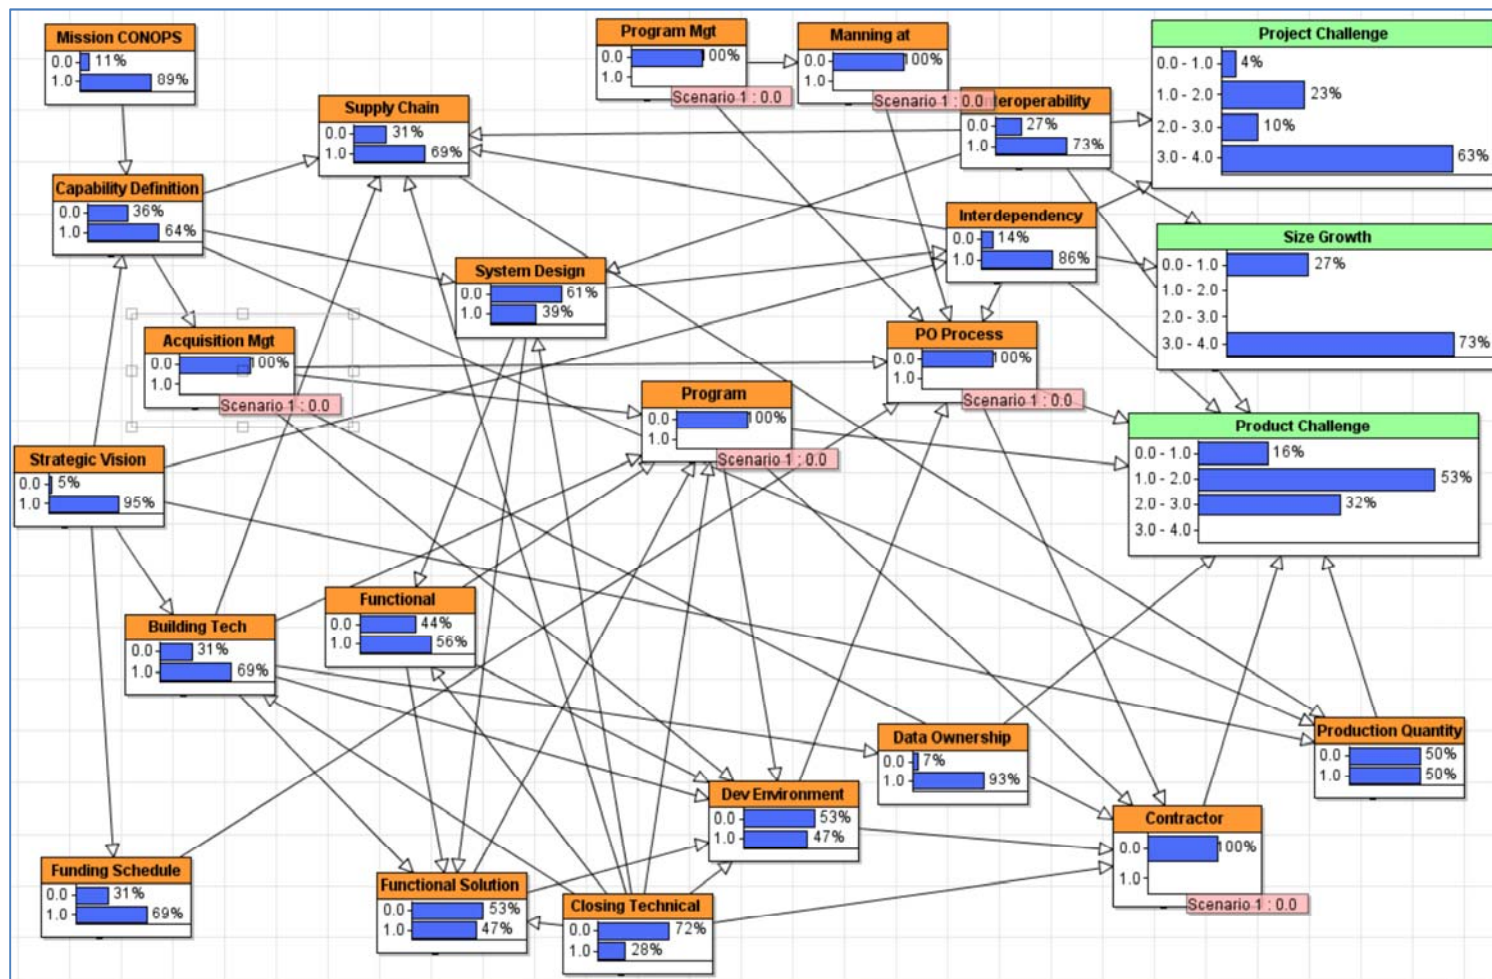 Mission CONOPS
0.0 11%
1.0 89%
Supply Chain
0.0 31%
1.0 69%
Program Mgt
0.0 00%
1.0
Scenario 1 : 0.0
Manning at
0.0 100%
1.0
Scenario 1 : 0.0
nteroperability
0.0 27%
1.0 73%
Project Challenge
0.0 - 1.0 4%
1.0 - 2.0 23%
2.0 - 3.0 10%
3.0 - 4.0 63%
Capability Definition
0.0 36%
1.0 64%
Interdependency
0.0 14%
1.0 86%
Size Growth
0.0 - 1.0 27%
1.0 - 2.0
2.0 - 3.0
3.0 - 4.0 73%
System Design
0.0 61%
1.0 39%
Acquisition Mgt
0.0 100%
1.0
Scenario 1 : 0.0
PO Process
0.0 100%
1.0
Scenario 1 : 0.0
Program
0.0 100%
1.0
Scenario 1 : 0.0
Product Challenge
0.0 - 1.0 16%
1.0 - 2.0 53%
2.0 - 3.0 32%
3.0 - 4.0
Strategic Vision
0.0 5%
1.0 95%
Functional
0.0 44%
1.0 56%
Building Tech
0.0 31%
1.0 69%
Data Ownership
0.0 7%
1.0 93%
Production Quantity
0.0 50%
1.0 50%
Dev Environment
0.0 53%
1.0 47%
Contractor
0.0 100%
1.0
Scenario 1 : 0.0
Funding Schedule
0.0 31%
1.0 69%
Functional Solution
0.0 53%
1.0 47%
Closing Technical
0.0 72%
1.0 28%